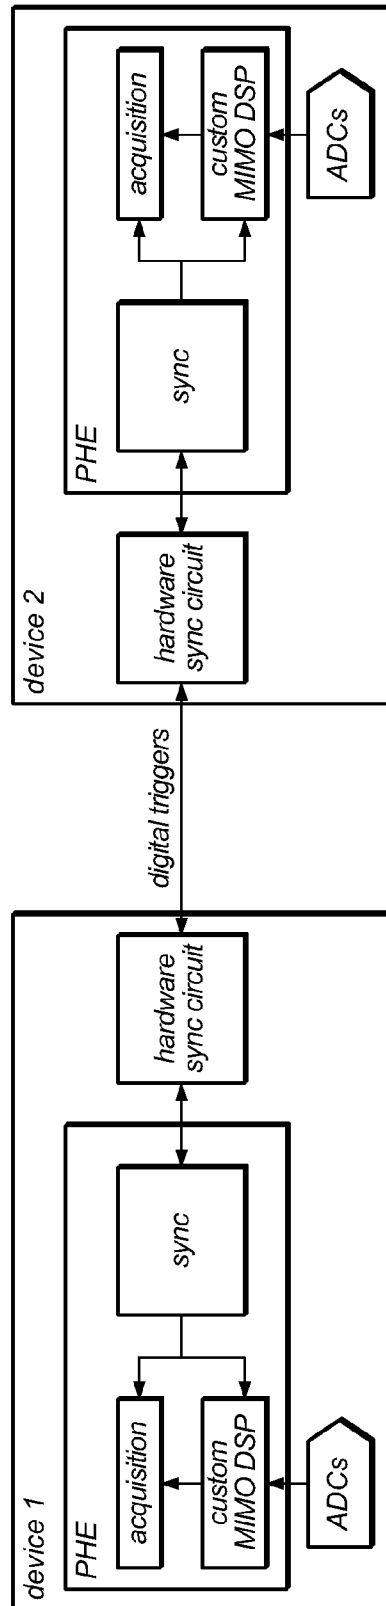 device 1
PHE
acquisition
custom
MIMO DSP
ADCs
sync
hardware
sync circuit
digital triggers
device 2
hardware
sync circuit
PHE
sync
acquisition
custom
MIMO DSP
ADCs